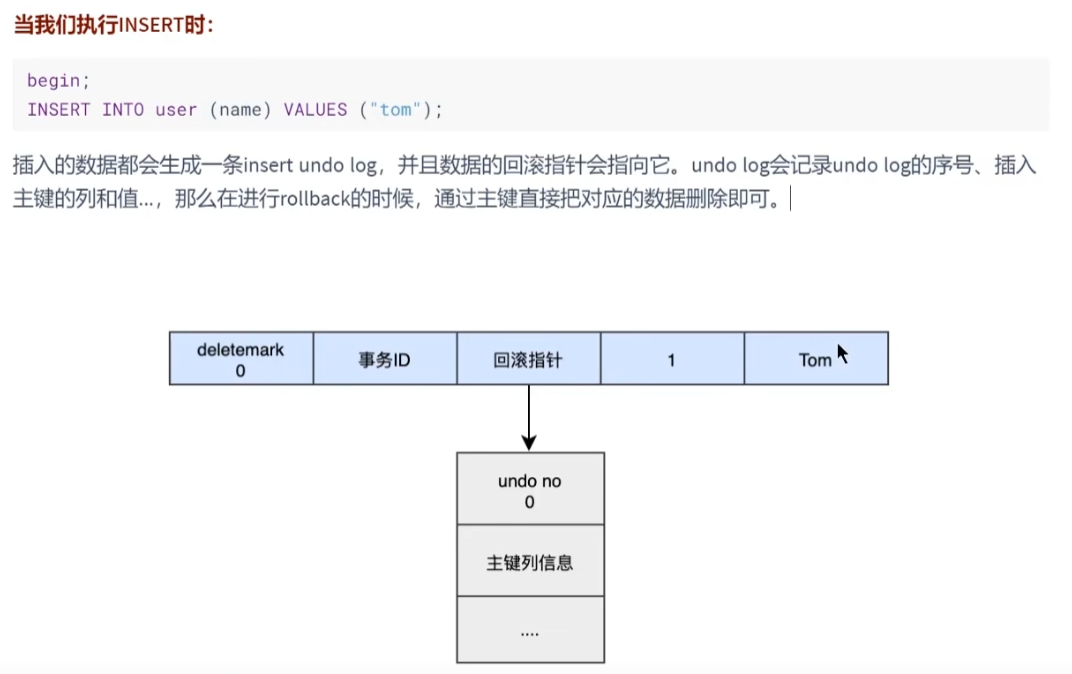 当我们执行INSERT时：
begin;
INSERT INTO user (name) VALUES ("tom");
插入的数据都会生成一条insert undo log，并且数据的回滚指针会指向它。undo log会记录undo log的序号、插入
主键的列和值...，那么在进行rollback的时候，通过主键直接把对应的数据删除即可。
deletemark
0
事务ID
回滚指针
1
Tom
undo no
0
主键列信息
....